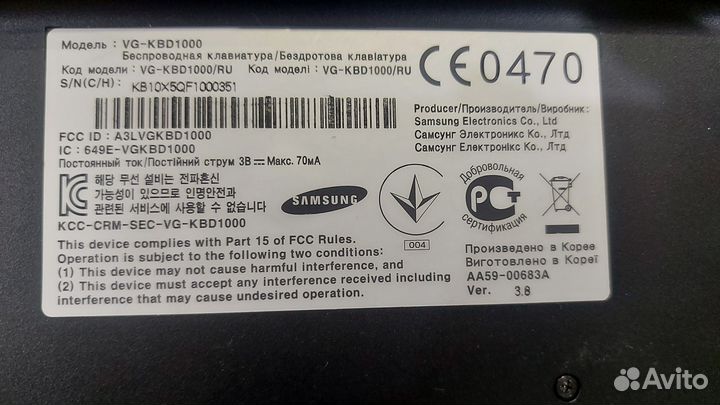 Модель: VG-KBD1000
Беспроводная клавиатура/Бездротова клавіатура
Код модели: VG-KBD1000/RU Код моделі: VG-KBD1000/RU
S/N(С/Н): KB10X5QF1000351
CE0470
Producer/Производитель/Виробник:
Samsung Electronics Co., Ltd
Самсунг Электроникс Ко., Лтд
Самсунг Електронікс Ко., Лтд
FCC ID : A3LVGKBD1000
IC : 649E-VGKBD1000
Постоянный ток/Постійний струм 3В Макс. 70мА
해당 무선 설비는 전파혼신
가능성이 있으므로 인명안전과
관련된 서비스에 사용할 수 없음
KCC-CRM-SEC-VG-KBD1000
SAMSUNG
004
Добровольная
РСТ
сертификация
This device complies with Part 15 of FCC Rules.
Operation is subject to the following two conditions:
(1) This device may not cause harmful interference, and
(2) This device must accept any interference received including
interference that may cause undesired operation.
Произведено в Корее
Виготовлено в Кореї
AA59-00683A
Ver. 3.8
Avito